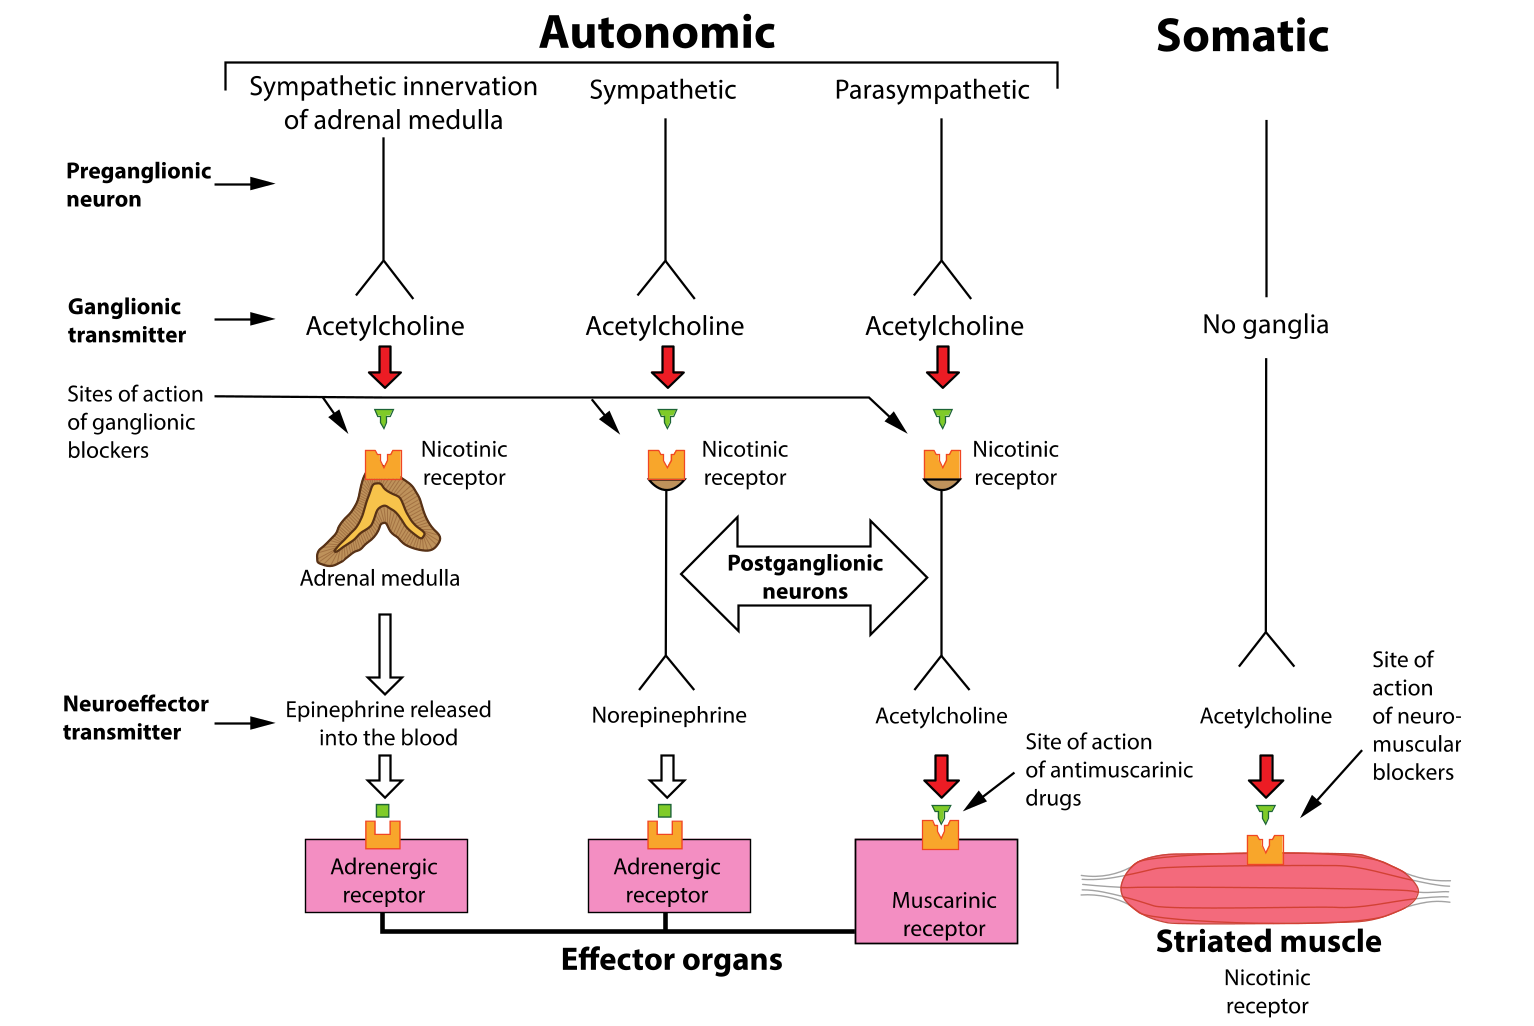 Autonomic
Somatic
Sympathetic innervation
of adrenal medulla
Sympathetic
Parasympathetic
Preganglionic
neuron
Ganglionic
transmitter
Acetylcholine
Acetylcholine
Acetylcholine
No ganglia
Sites of action
of ganglionic
blockers
Nicotinic
receptor
Nicotinic
receptor
Nicotinic
receptor
Adrenal medulla
Postganglionic
neurons
Neuroeffector
transmitter
Epinephrine released
into the blood
Norepinephrine
Acetylcholine
Site of action
of antimuscarinic
drugs
Acetylcholine
Site of
action
of neuro-
muscular
blockers
Adrenergic
receptor
Adrenergic
receptor
Muscarinic
receptor
Effector organs
Striated muscle
Nicotinic
receptor